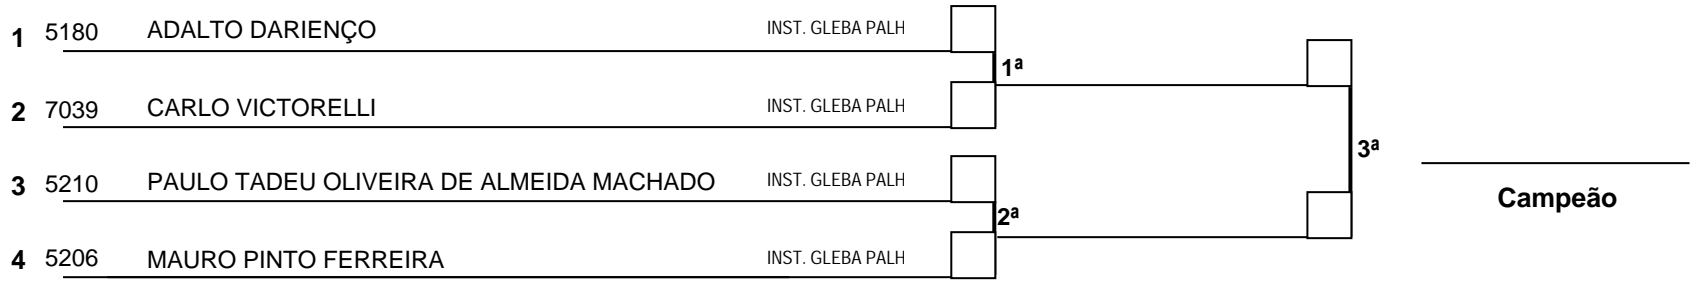 1 5180 ADALTO DARIENÇO INST. GLEBA PALH
1ª
2 7039 CARLO VICTORELLI INST. GLEBA PALH
3ª
3 5210 PAULO TADEU OLIVEIRA DE ALMEIDA MACHADO INST. GLEBA PALH
Campeão
2ª
4 5206 MAURO PINTO FERREIRA INST. GLEBA PALH